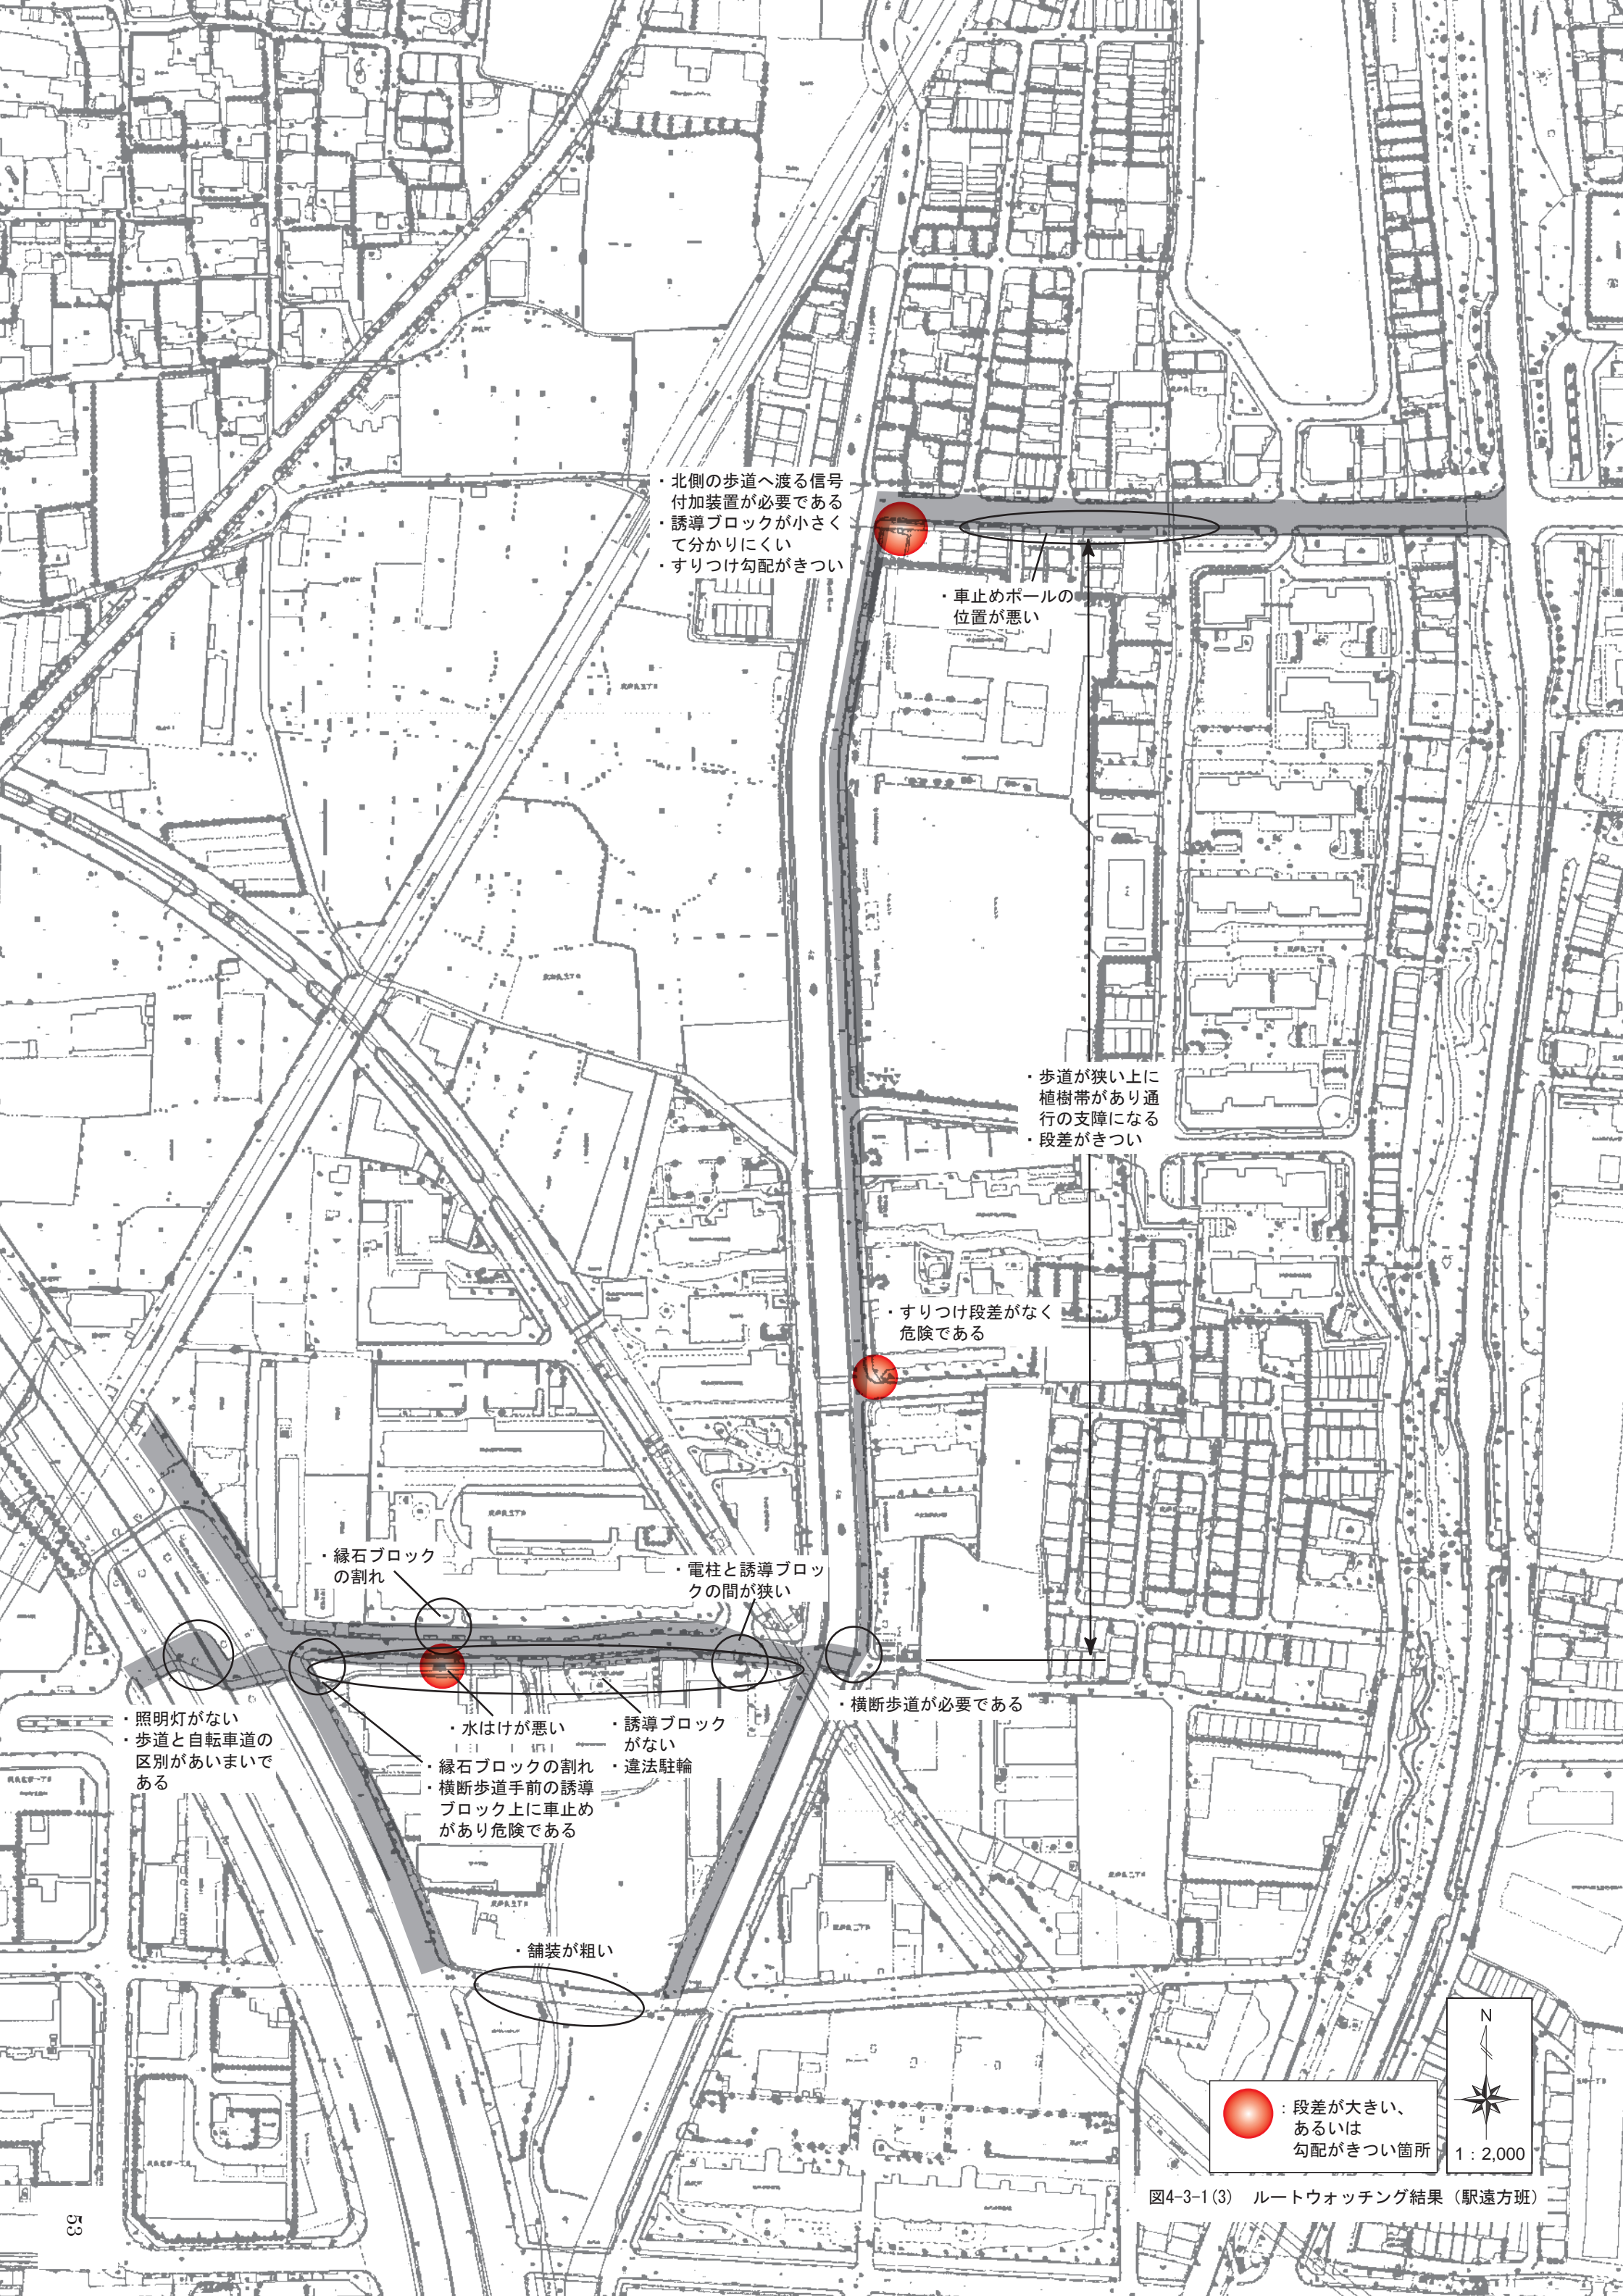 ・北側の歩道へ渡る信号
付加装置が必要である
・誘導ブロックが小さく
て分かりにくい
・すりつけ勾配がきつい
・車止めポールの
位置が悪い
・歩道が狭い上に
植樹帯があり通
行の支障になる
・段差がきつい
・すりつけ段差がなく
危険である
・縁石ブロック
の割れ
・電柱と誘導ブロッ
クの間が狭い
・照明灯がない
・歩道と自転車道の
区別があいまいで
ある
・水はけが悪い
・縁石ブロックの割れ
・横断歩道手前の誘導
ブロック上に車止め
があり危険である
・誘導ブロック
がない
・違法駐輪
・横断歩道が必要である
・舗装が粗い
：段差が大きい、
あるいは
勾配がきつい箇所
N
1：2,000
図4-3-1(3) ルートウォッチング結果（駅遠方班）
53